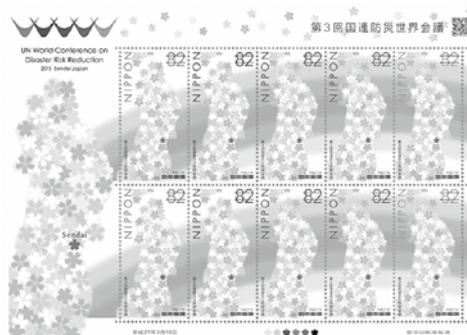 第3回国連防災世界会議
UN World Conference on
Disaster Risk Reduction
2015 Sendai Japan
NIPPON 82
NIPPON 82
NIPPON 82
NIPPON 82
NIPPON 82
Sendai
NIPPON 82
NIPPON 82
NIPPON 82
NIPPON 82
NIPPON 82